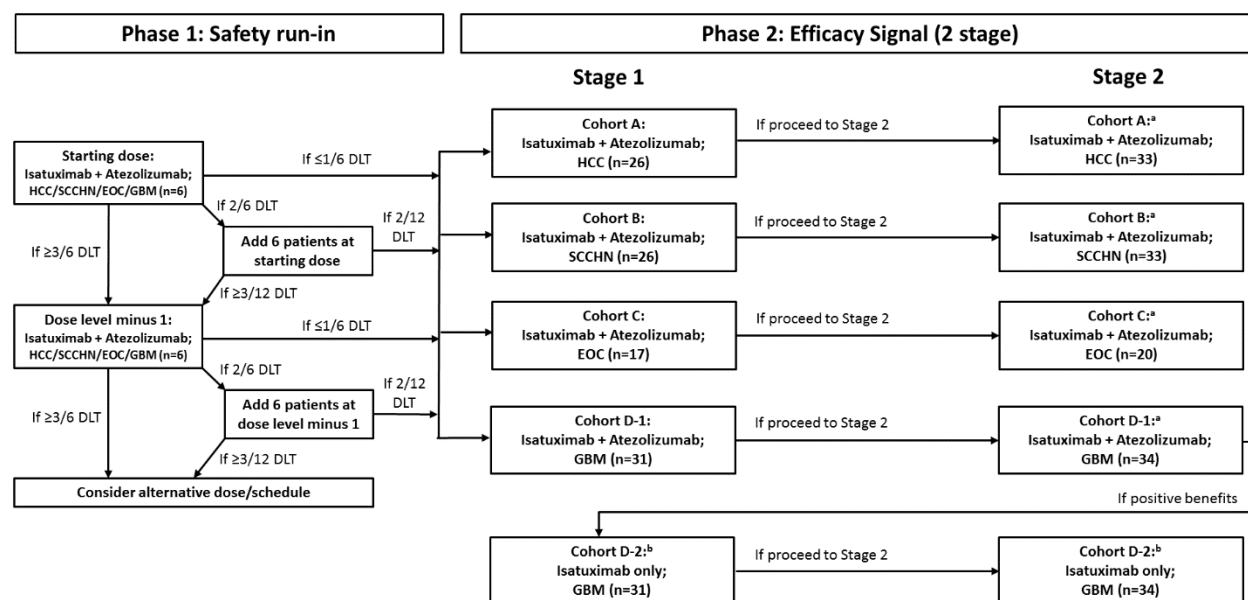 Phase 1: Safety run-in
Phase 2: Efficacy Signal (2 stage)
Stage 1
Stage 2
Starting dose:
Isatuximab + Atezolizumab;
HCC/SCCHN/EOC/GBM (n=6)
If ≤1/6 DLT
If 2/6 DLT
If ≥3/6 DLT
Add 6 patients at
starting dose
If 2/12
DLT
If ≥3/12 DLT
Dose level minus 1:
Isatuximab + Atezolizumab;
HCC/SCCHN/EOC/GBM (n=6)
If ≤1/6 DLT
If 2/6 DLT
If ≥3/6 DLT
Add 6 patients at
dose level minus 1
If 2/12
DLT
If ≥3/12 DLT
Consider alternative dose/schedule
Cohort A:
Isatuximab + Atezolizumab;
HCC (n=26)
If proceed to Stage 2
Cohort A:ᵃ
Isatuximab + Atezolizumab;
HCC (n=33)
Cohort B:
Isatuximab + Atezolizumab;
SCCHN (n=26)
If proceed to Stage 2
Cohort B:ᵃ
Isatuximab + Atezolizumab;
SCCHN (n=33)
Cohort C:
Isatuximab + Atezolizumab;
EOC (n=17)
If proceed to Stage 2
Cohort C:ᵃ
Isatuximab + Atezolizumab;
EOC (n=20)
Cohort D-1:
Isatuximab + Atezolizumab;
GBM (n=31)
If proceed to Stage 2
Cohort D-1:ᵃ
Isatuximab + Atezolizumab;
GBM (n=34)
If positive benefits
Cohort D-2:ᵇ
Isatuximab only;
GBM (n=31)
If proceed to Stage 2
Cohort D-2:ᵇ
Isatuximab only;
GBM (n=34)